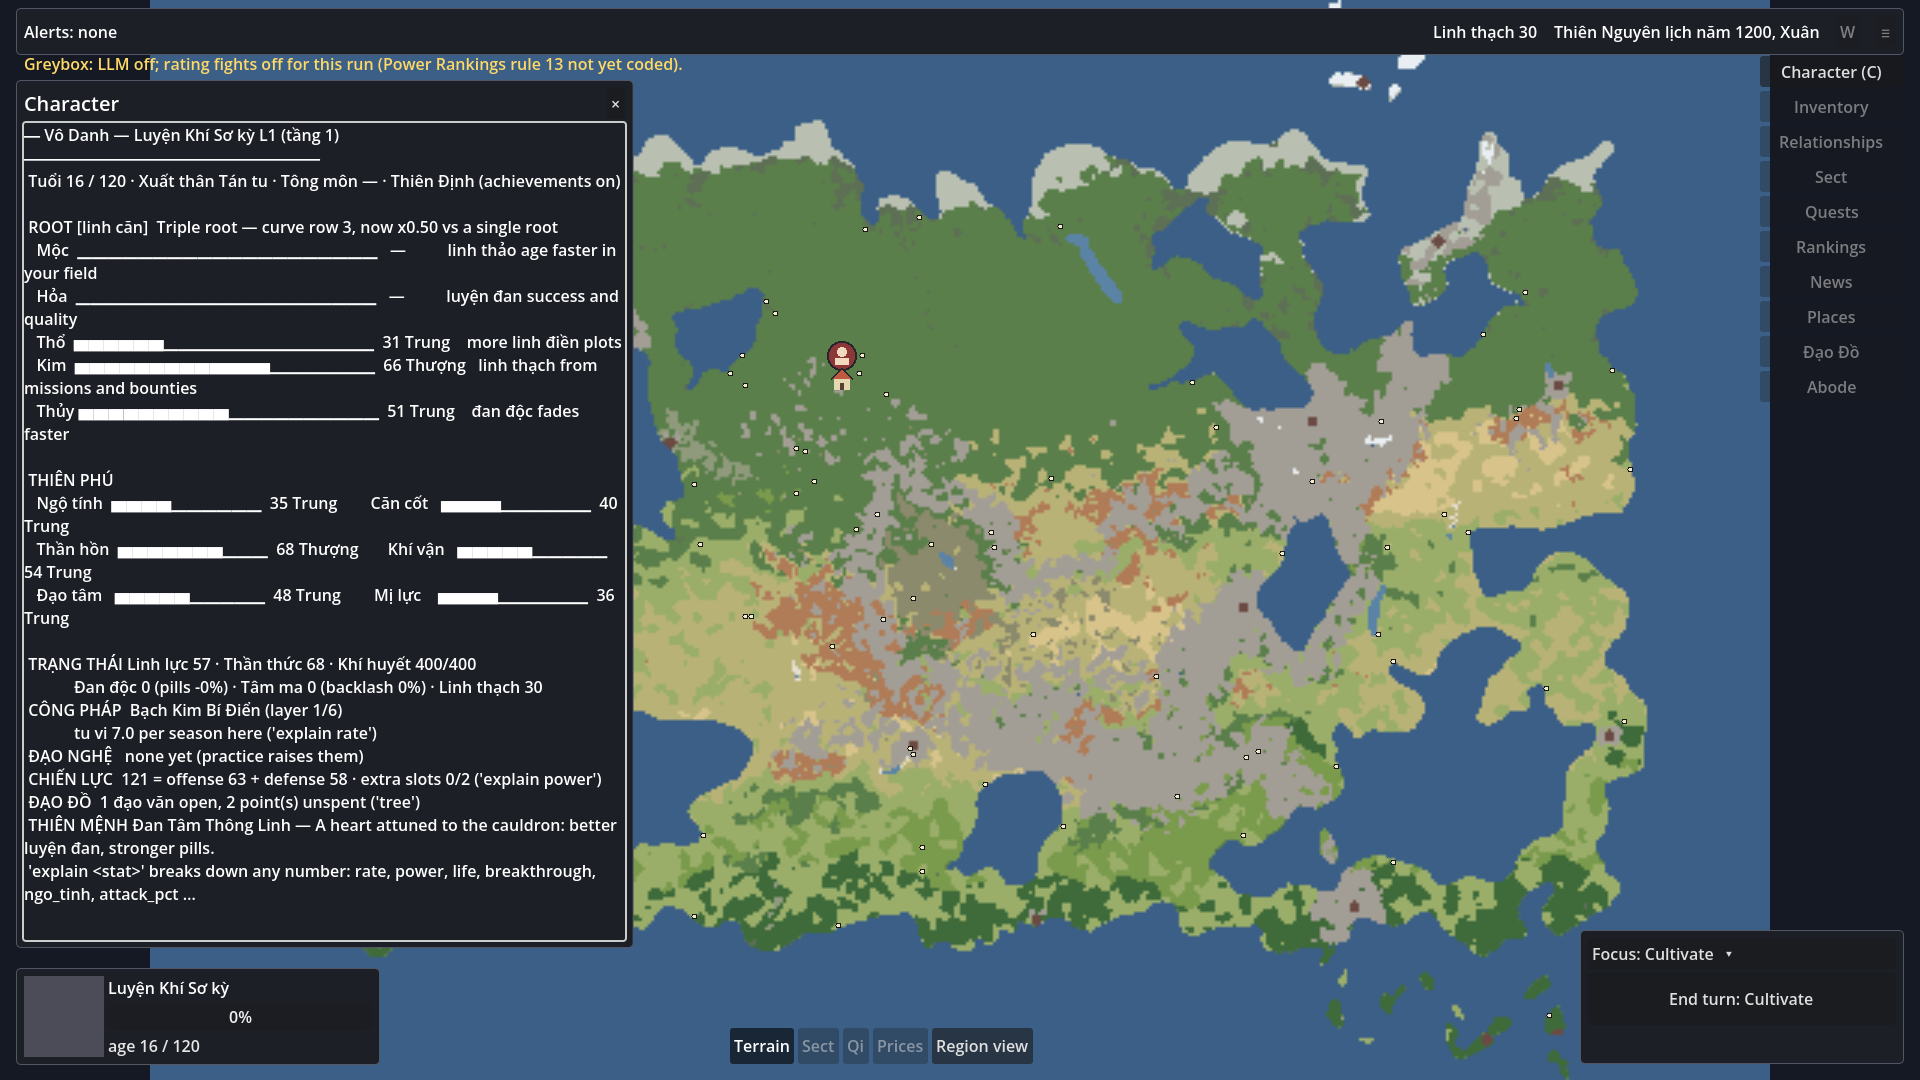 Alerts: none
Linh thạch 30 Thiên Nguyên lịch năm 1200, Xuân W ≡
Greybox: LLM off; rating fights off for this run (Power Rankings rule 13 not yet coded).
Character ×
— Vô Danh — Luyện Khí Sơ kỳ L1 (tầng 1)
Tuổi 16 / 120 · Xuất thân Tán tu · Tông môn — · Thiên Định (achievements on)
ROOT [linh căn] Triple root — curve row 3, now x0.50 vs a single root
Mộc — linh thảo age faster in
your field
Hỏa — luyện đan success and
quality
Thổ 31 Trung more linh điền plots
Kim 66 Thượng linh thạch from
missions and bounties
Thủy 51 Trung đan độc fades
faster
THIÊN PHÚ
Ngộ tính 35 Trung Căn cốt 40
Trung
Thần hồn 68 Thượng Khí vận
54 Trung
Đạo tâm 48 Trung Mị lực 36
Trung
TRẠNG THÁI Linh lực 57 · Thần thức 68 · Khí huyết 400/400
Đan độc 0 (pills -0%) · Tâm ma 0 (backlash 0%) · Linh thạch 30
CÔNG PHÁP Bạch Kim Bí Điển (layer 1/6)
tu vi 7.0 per season here ('explain rate')
ĐẠO NGHỆ none yet (practice raises them)
CHIẾN LỰC 121 = offense 63 + defense 58 · extra slots 0/2 ('explain power')
ĐẠO ĐỒ 1 đạo văn open, 2 point(s) unspent ('tree')
THIÊN MỆNH Đan Tâm Thông Linh — A heart attuned to the cauldron: better
luyện đan, stronger pills.
'explain <stat>' breaks down any number: rate, power, life, breakthrough,
ngo_tinh, attack_pct ...
Character (C)
Inventory
Relationships
Sect
Quests
Rankings
News
Places
Đạo Đồ
Abode
Luyện Khí Sơ kỳ
0%
age 16 / 120
Terrain Sect Qi Prices Region view
Focus: Cultivate ▾
End turn: Cultivate